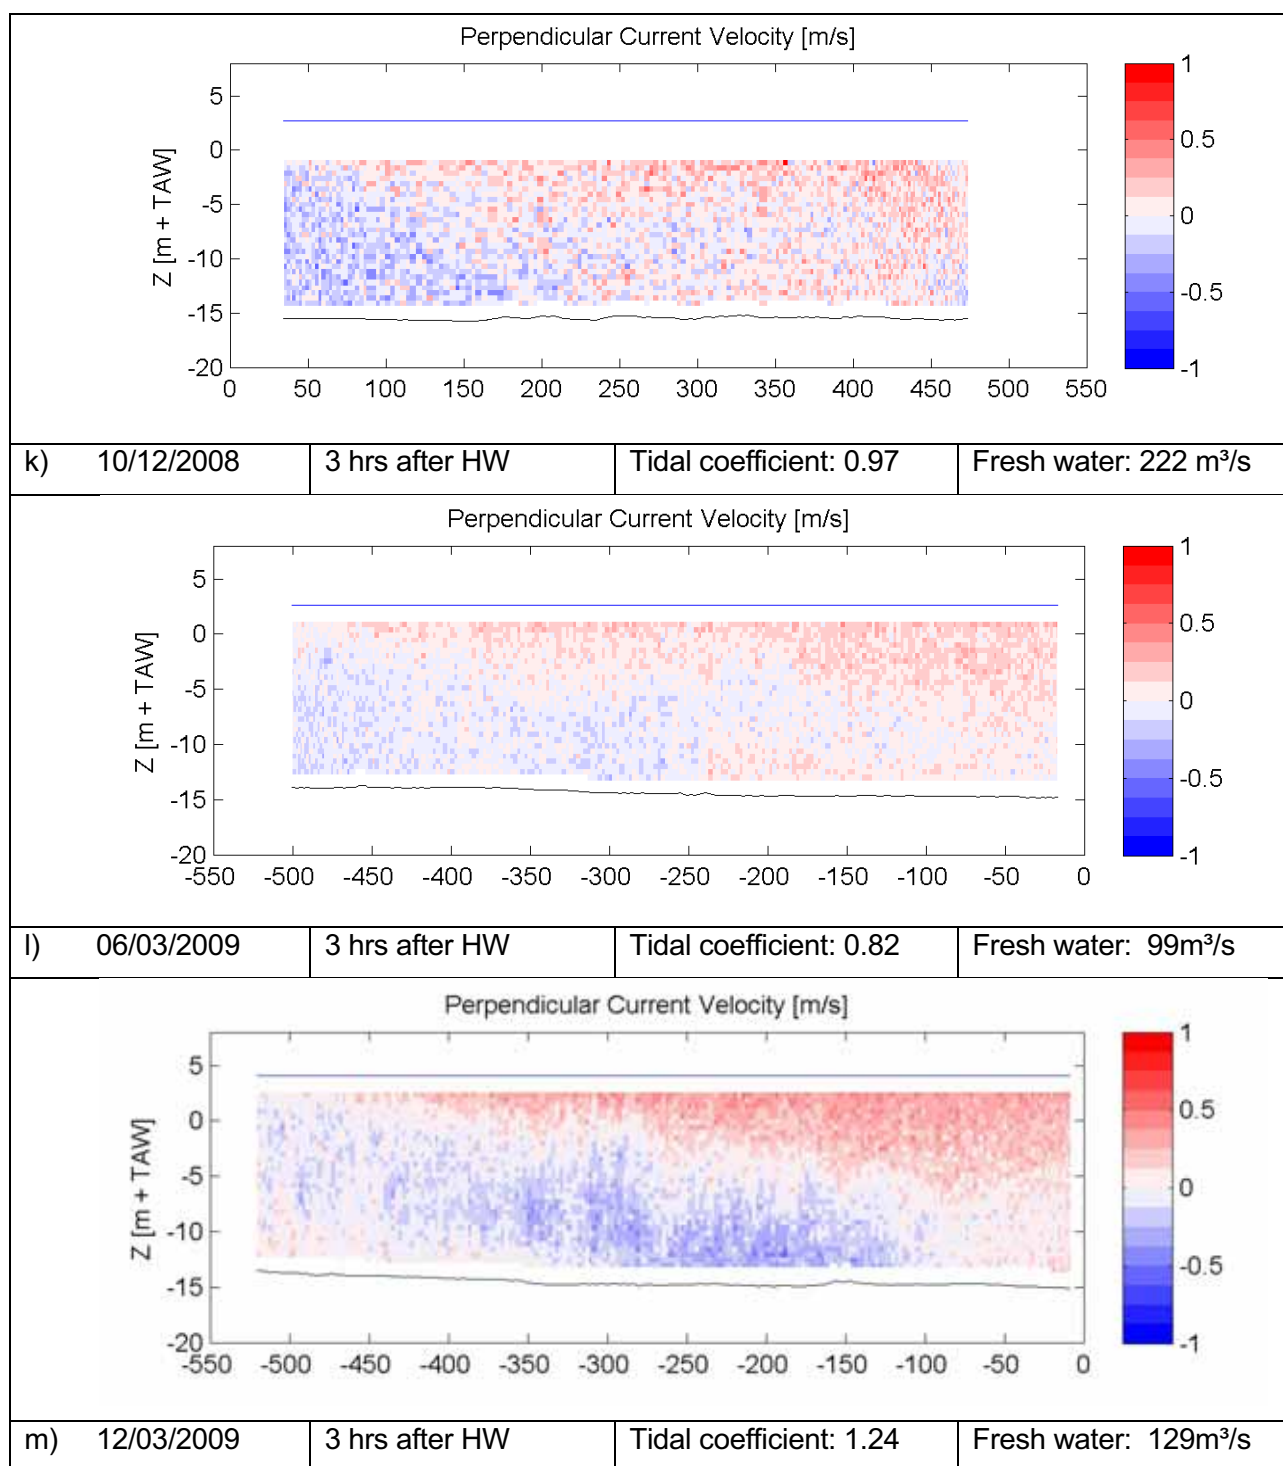 Perpendicular Current Velocity [m/s]
5
0
-5
-10
-15
-20
Z [m + TAW]
0 50 100 150 200 250 300 350 400 450 500 550
1
0.5
0
-0.5
-1
k) 10/12/2008 3 hrs after HW Tidal coefficient: 0.97 Fresh water: 222 m³/s
Perpendicular Current Velocity [m/s]
5
0
-5
-10
-15
-20
Z [m + TAW]
-550 -500 -450 -400 -350 -300 -250 -200 -150 -100 -50 0
1
0.5
0
-0.5
-1
l) 06/03/2009 3 hrs after HW Tidal coefficient: 0.82 Fresh water: 99m³/s
Perpendicular Current Velocity [m/s]
5
0
-5
-10
-15
-20
Z [m + TAW]
-550 -500 -450 -400 -350 -300 -250 -200 -150 -100 -50 0
1
0.5
0
-0.5
-1
m) 12/03/2009 3 hrs after HW Tidal coefficient: 1.24 Fresh water: 129m³/s